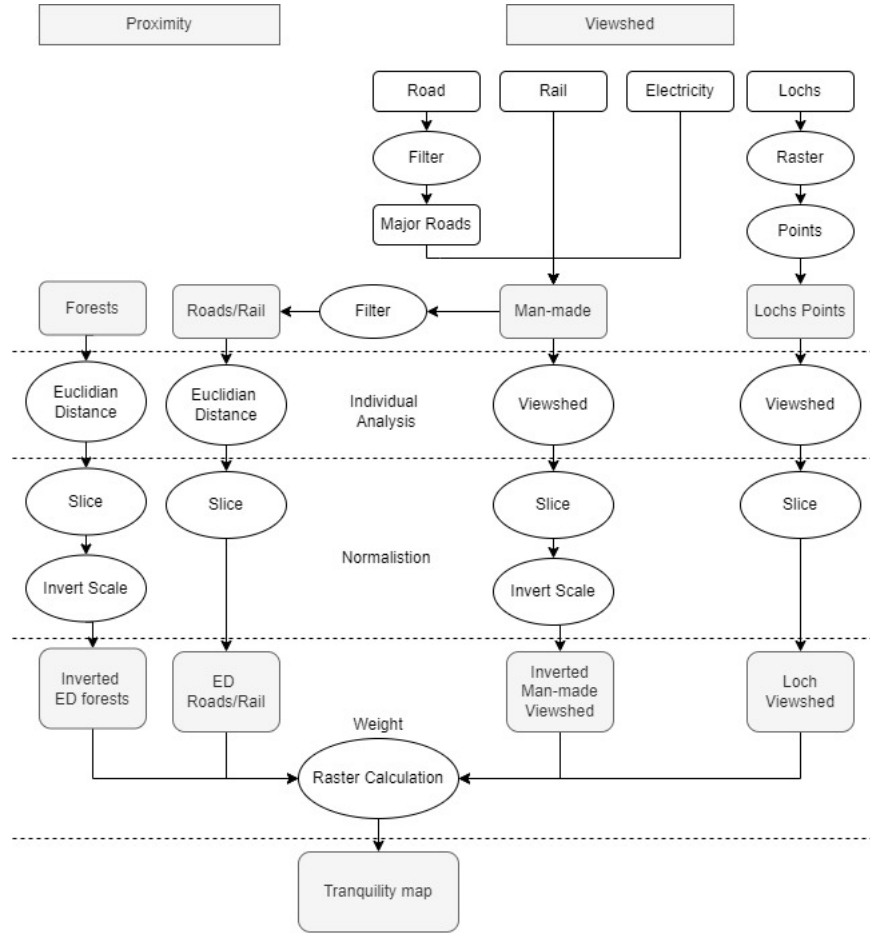 Proximity
Viewshed
Road
Rail
Electricity
Lochs
Filter
Raster
Major Roads
Points
Forests
Roads/Rail
Filter
Man-made
Lochs Points
Euclidian
Distance
Euclidian
Distance
Individual
Analysis
Viewshed
Viewshed
Slice
Slice
Slice
Slice
Normalistion
Invert Scale
Invert Scale
Inverted
ED forests
ED
Roads/Rail
Inverted
Man-made
Viewshed
Loch
Viewshed
Weight
Raster Calculation
Tranquility map